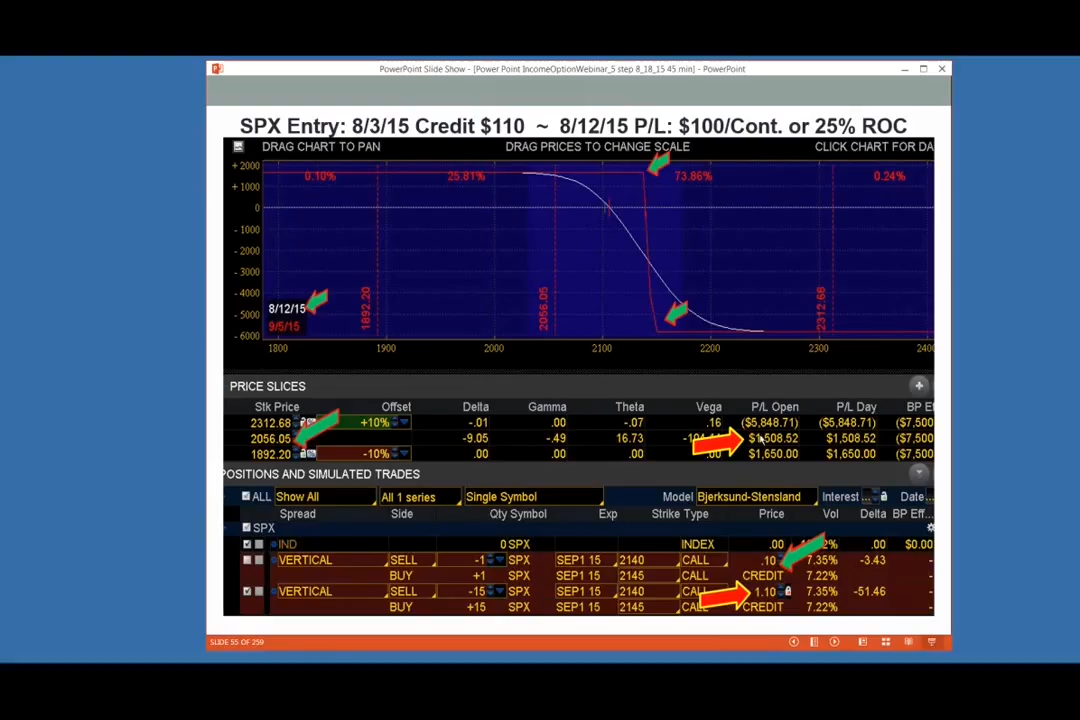 PowerPoint Slide Show - [Power Point IncomeOptionWebinar_5 step 8_18_15 45 min] - PowerPoint
SPX Entry: 8/3/15 Credit $110 ~ 8/12/15 P/L: $100/Cont. or 25% ROC
DRAG CHART TO PAN DRAG PRICES TO CHANGE SCALE CLICK CHART FOR DA
+2000 0.10% 25.81% 73.86% 0.24%
+1000
0
-1000
-2000
-3000
-4000
-5000
-6000
1892.20 2056.05 2312.68
8/12/15
9/5/15
1800 1900 2000 2100 2200 2300 2400
PRICE SLICES
Stk Price Offset Delta Gamma Theta Vega P/L Open P/L Day BP Ef
2312.68 +10% -.01 .00 -.07 .16 ($5,848.71) ($5,848.71) ($7,500
2056.05 -9.05 -.49 16.73 $1,508.52 $1,508.52 ($7,500
1892.20 -10% .00 .00 .00 .00 $1,650.00 $1,650.00 ($7,500
POSITIONS AND SIMULATED TRADES
ALL Show All All 1 series Single Symbol Model Bjerksund-Stensland Interest ... Date...
Spread Side Qty Symbol Exp Strike Type Price Vol Delta BP Eff...
SPX
IND 0 SPX INDEX .00 .00 $0.00
VERTICAL SELL -1 SPX SEP1 15 2140 CALL .10 7.35% -3.43
BUY +1 SPX SEP1 15 2145 CALL CREDIT 7.22%
VERTICAL SELL -15 SPX SEP1 15 2140 1.10 7.35% -51.46
BUY +15 SPX SEP1 15 2145 CREDIT 7.22%
SLIDE 55 OF 259